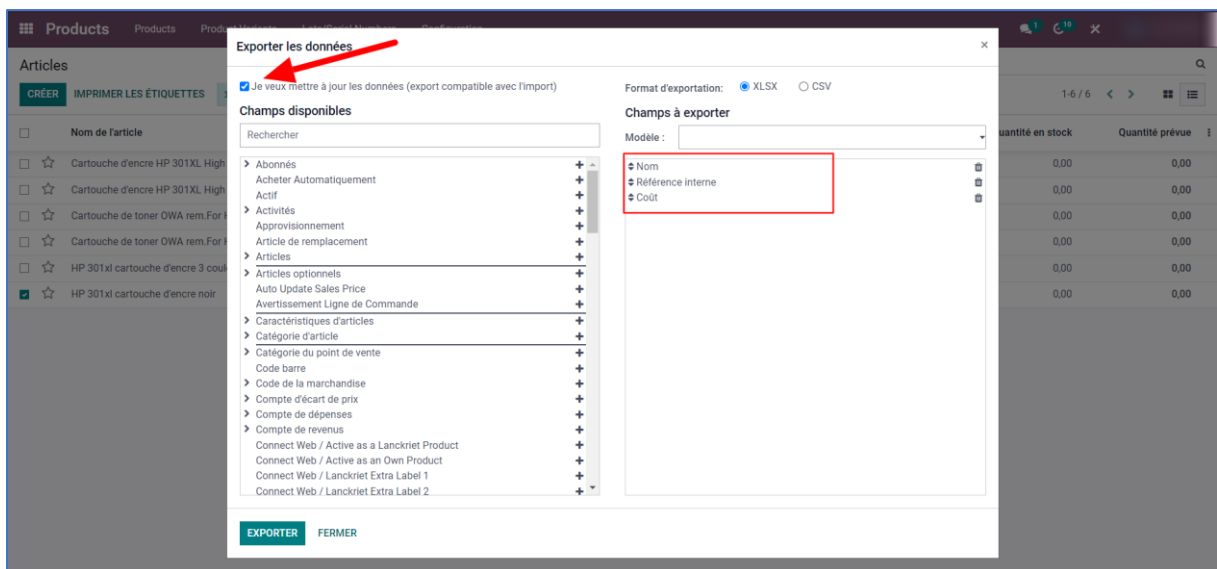 Products Products
Exporter les données ×
Articles
Je veux mettre à jour les données (export compatible avec l'import)
Format d'exportation: XLSX CSV
CRÉER IMPRIMER LES ÉTIQUETTES
1-6 / 6
Champs disponibles
Champs à exporter
Rechercher
Modèle :
Nom de l'article
uantité en stock Quantité prévue
Abonnés
Nom
Cartouche d'encre HP 301XL High
0,00 0,00
Acheter Automatiquement
Référence interne
Actif
Coût
Cartouche d'encre HP 301XL High
0,00 0,00
Activités
Approvisionnement
Cartouche de toner OWA rem.For H
0,00 0,00
Article de remplacement
Articles
Cartouche de toner OWA rem.For H
0,00 0,00
Articles optionnels
HP 301xl cartouche d'encre 3 coul
0,00 0,00
Auto Update Sales Price
HP 301xl cartouche d'encre noir
0,00 0,00
Avertissement Ligne de Commande
Caractéristiques d'articles
Catégorie d'article
Catégorie du point de vente
Code barre
Code de la marchandise
Compte d'écart de prix
Compte de dépenses
Compte de revenus
Connect Web / Active as a Lanckriet Product
Connect Web / Active as an Own Product
Connect Web / Lanckriet Extra Label 1
Connect Web / Lanckriet Extra Label 2
EXPORTER FERMER